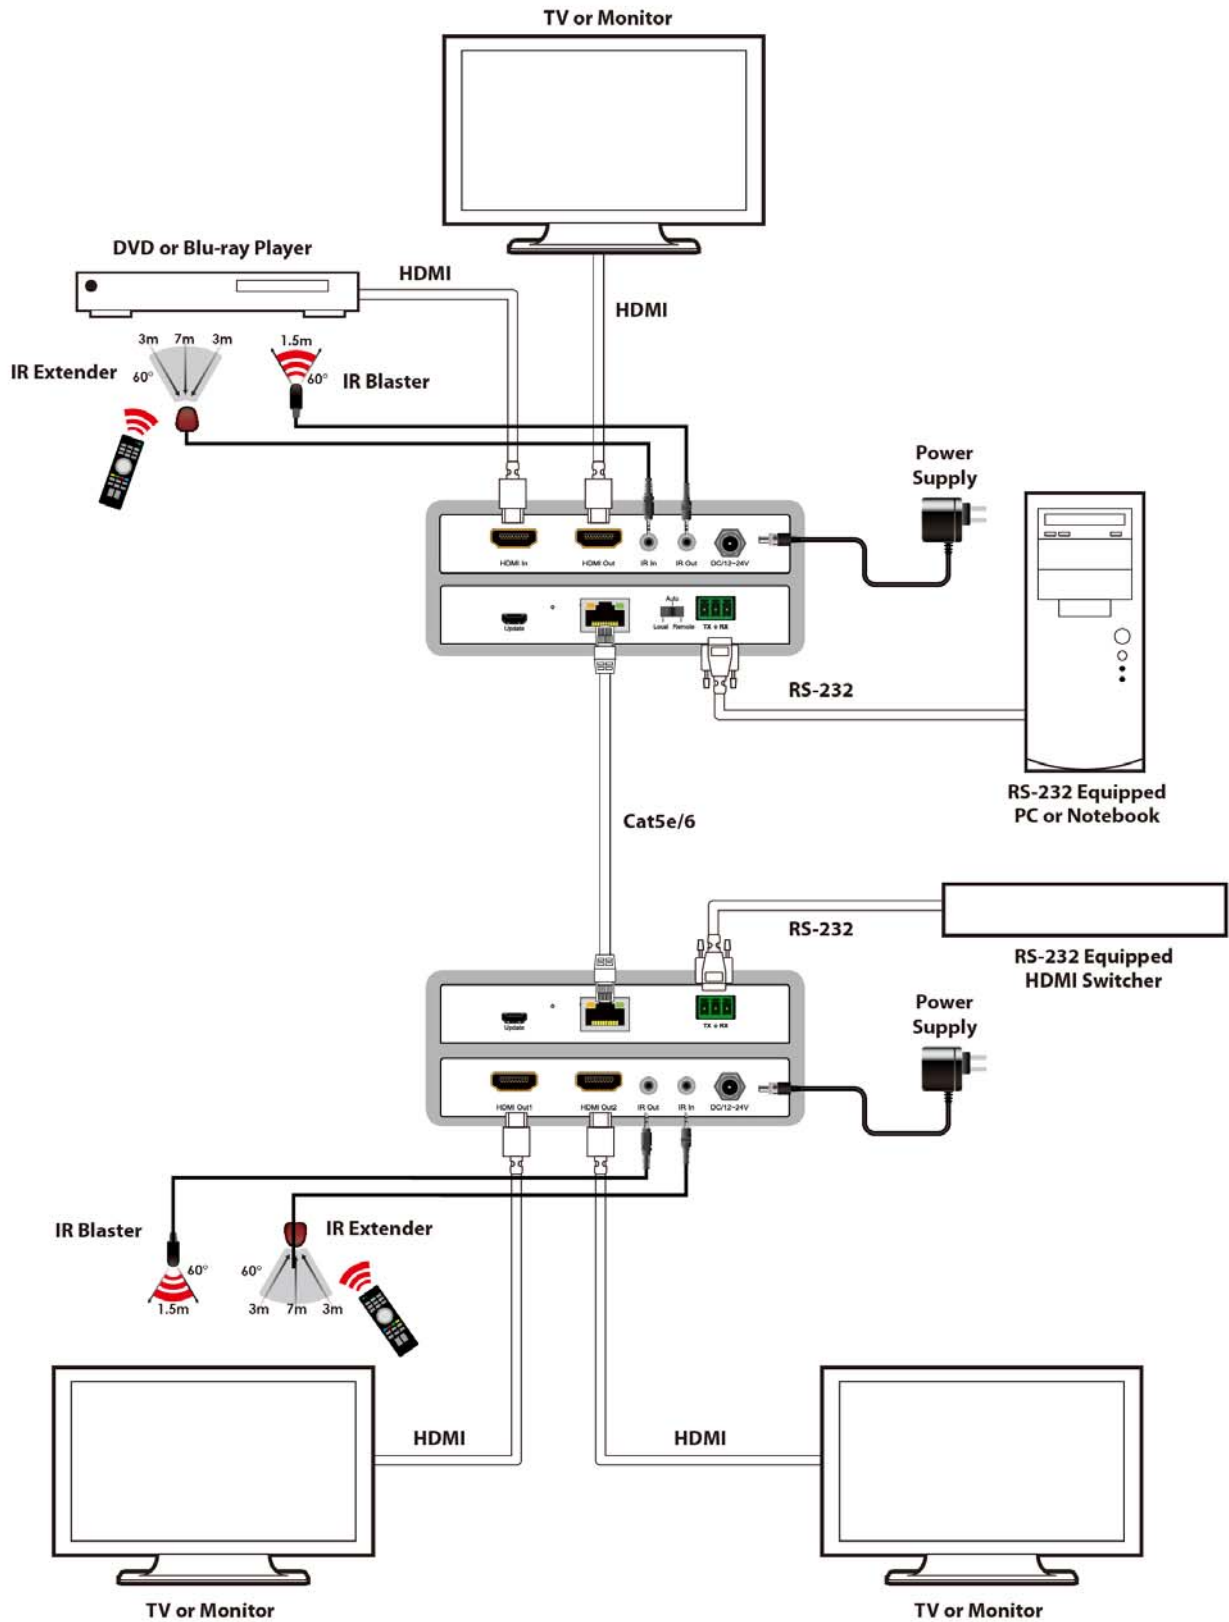 TV or Monitor
DVD or Blu-ray Player
HDMI
HDMI
3m 7m 3m
1.5m
IR Extender
60°
60°
IR Blaster
Power
Supply
HDMI In
HDMI Out
IR In
IR Out
DC/12~24V
Update
Auto
Local Remote
TX RX
RS-232
RS-232 Equipped
PC or Notebook
Cat5e/6
RS-232
RS-232 Equipped
HDMI Switcher
Update
TX RX
Power
Supply
HDMI Out1
HDMI Out2
IR Out
IR In
DC/12~24V
IR Blaster
60°
1.5m
IR Extender
60°
3m 7m 3m
HDMI
HDMI
TV or Monitor
TV or Monitor